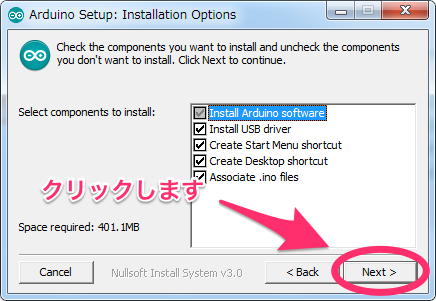 Arduino Setup: Installation Options
Check the components you want to install and uncheck the components
you don't want to install. Click Next to continue.
Select components to install:
Install Arduino software
Install USB driver
Create Start Menu shortcut
Create Desktop shortcut
Associate .ino files
クリックします
Space required: 401.1MB
Cancel
Nullsoft Install System v3.0
< Back
Next >